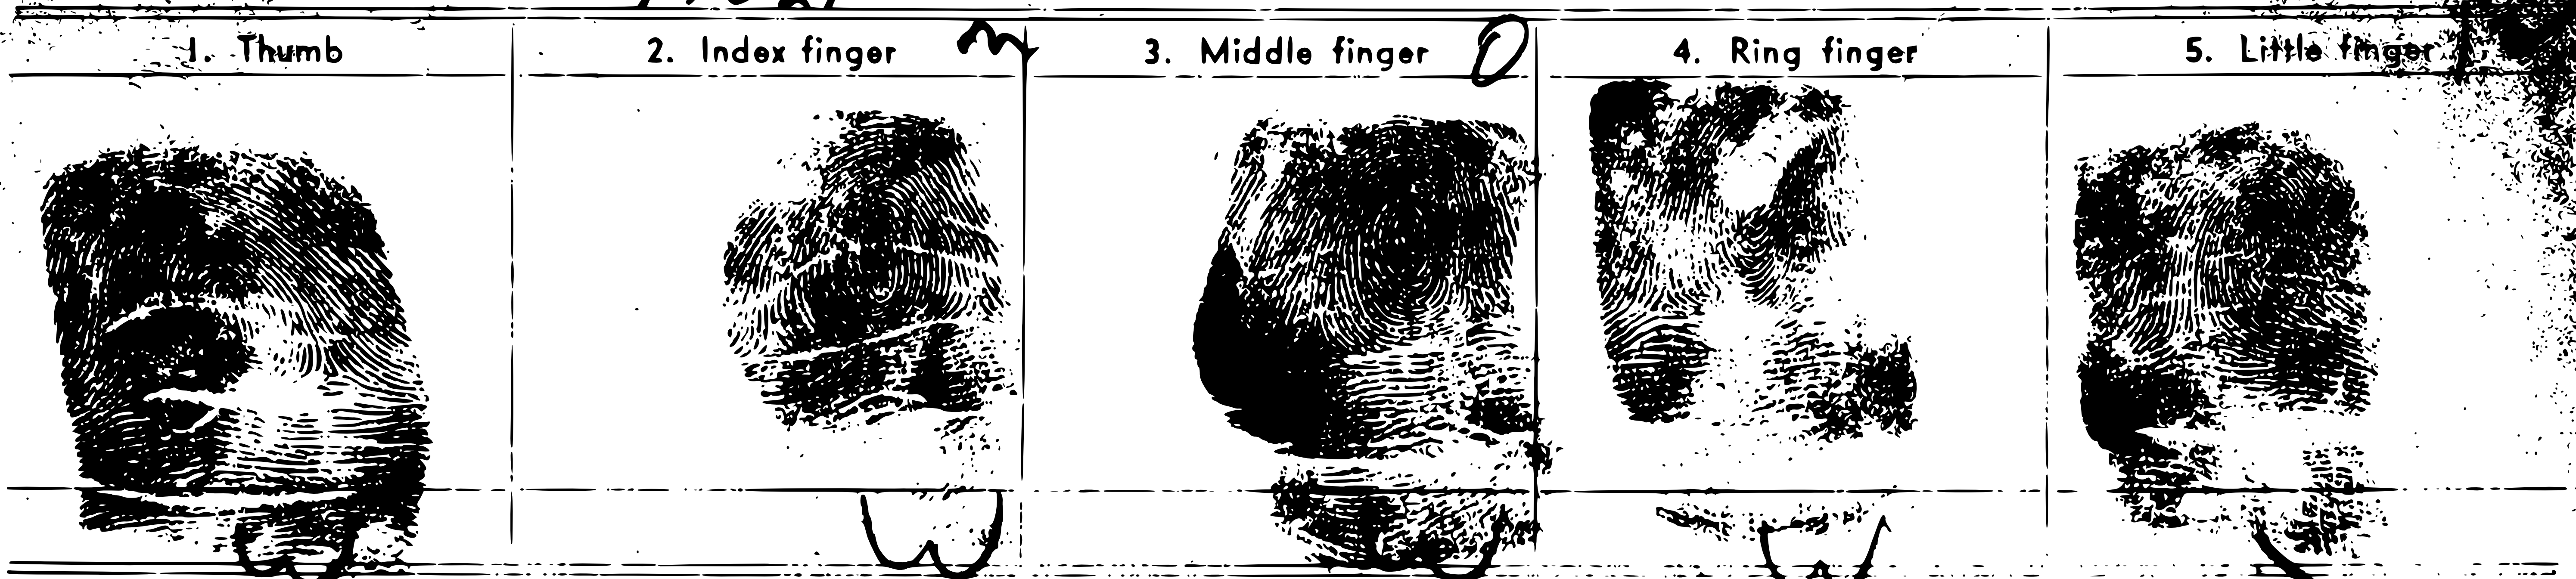 1. Thumb
2. Index finger
3. Middle finger
4. Ring finger
5. Little finger